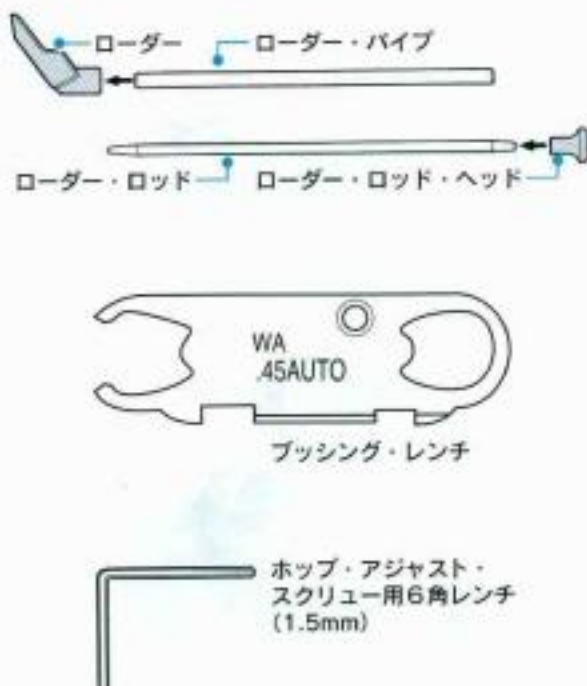 ローダー
ローダー・パイプ
ローダー・ロッド
ローダー・ロッド・ヘッド
WA
.45AUTO
ブッシング・レンチ
ホップ・アジャスト・
スクリュー用6角レンチ
(1.5mm)